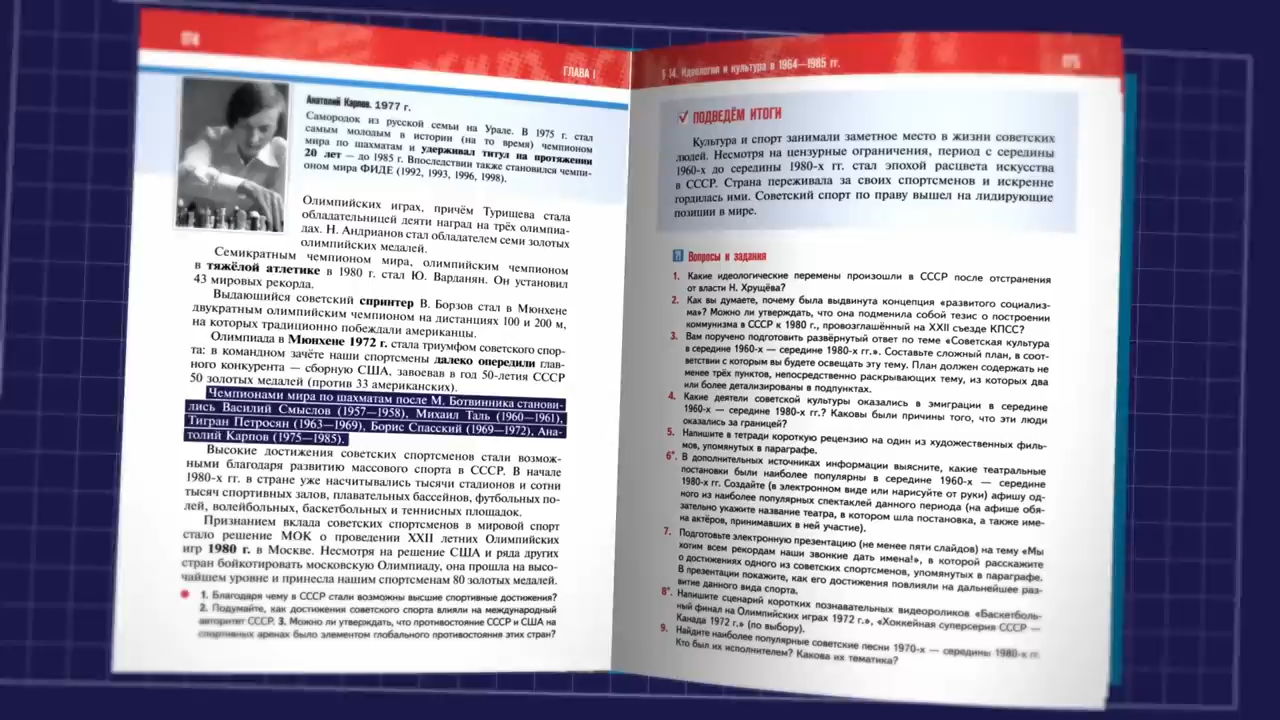 174
ГЛАВА I
Анатолий Карпов. 1977 г.
Самородок из русской семьи на Урале. В 1975 г. стал
самым молодым в истории (на то время) чемпионом
мира по шахматам и удерживал титул на протяжении
20 лет — до 1985 г. Впоследствии также становился чемпи-
оном мира ФИДЕ (1992, 1993, 1996, 1998).
Олимпийских играх, причём Турищева стала
обладательницей девяти наград на трёх олимпиа-
дах. Н. Андрианов стал обладателем семи золотых
олимпийских медалей.
Семикратным чемпионом мира, олимпийским чемпионом
в тяжёлой атлетике в 1980 г. стал Ю. Варданян. Он установил
43 мировых рекорда.
Выдающийся советский спринтер В. Борзов стал в Мюнхене
двукратным олимпийским чемпионом на дистанциях 100 и 200 м,
на которых традиционно побеждали американцы.
Олимпиада в Мюнхене 1972 г. стала триумфом советского спор-
та: в командном зачёте наши спортсмены далеко опередили глав-
ного конкурента — сборную США, завоевав в год 50-летия СССР
50 золотых медалей (против 33 американских).
Чемпионами мира по шахматам после М. Ботвинника станови-
лись Василий Смыслов (1957—1958), Михаил Таль (1960—1961),
Тигран Петросян (1963—1969), Борис Спасский (1969—1972), Ана-
толий Карпов (1975—1985).
Высокие достижения советских спортсменов стали возмож-
ными благодаря развитию массового спорта в СССР. В начале
1980-х гг. в стране уже насчитывались тысячи стадионов и сотни
тысяч спортивных залов, плавательных бассейнов, футбольных по-
лей, волейбольных, баскетбольных и теннисных площадок.
Признанием вклада советских спортсменов в мировой спорт
стало решение МОК о проведении XXII летних Олимпийских
игр 1980 г. в Москве. Несмотря на решение США и ряда других
стран бойкотировать московскую Олимпиаду, она прошла на высо-
чайшем уровне и принесла нашим спортсменам 80 золотых медалей.
1. Благодаря чему в СССР стали возможны высшие спортивные достижения?
2. Подумайте, как достижения советского спорта влияли на международный
авторитет СССР. 3. Можно ли утверждать, что противостояние СССР и США на
спортивных аренах было элементом глобального противостояния этих стран?
§ 14. Идеология и культура в 1964—1985 гг.
175
ПОДВЕДЁМ ИТОГИ
Культура и спорт занимали заметное место в жизни советских
людей. Несмотря на цензурные ограничения, период с середины
1960-х до середины 1980-х гг. стал эпохой расцвета искусства
в СССР. Страна переживала за своих спортсменов и искренне
гордилась ими. Советский спорт по праву вышел на лидирующие
позиции в мире.
Вопросы и задания
1. Какие идеологические перемены произошли в СССР после отстранения
от власти Н. Хрущёва?
2. Как вы думаете, почему была выдвинута концепция «развитого социализ-
ма»? Можно ли утверждать, что она подменила собой тезис о построении
коммунизма в СССР к 1980 г., провозглашённый на XXII съезде КПСС?
3. Вам поручено подготовить развёрнутый ответ по теме «Советская культура
в середине 1960-х — середине 1980-хх гг.». Составьте сложный план, в соот-
ветствии с которым вы будете освещать эту тему. План должен содержать не
менее трёх пунктов, непосредственно раскрывающих тему, из которых два
или более детализированы в подпунктах.
4. Какие деятели советской культуры оказались в эмиграции в середине
1960-х — середине 1980-х гг.? Каковы были причины того, что эти люди
оказались за границей?
5. Напишите в тетради короткую рецензию на один из художественных филь-
мов, упомянутых в параграфе.
6*. В дополнительных источниках информации выясните, какие театральные
постановки были наиболее популярны в середине 1960-х — середине
1980-х гг. Создайте (в электронном виде или нарисуйте от руки) афишу од-
ного из наиболее популярных спектаклей данного периода (на афише обя-
зательно укажите название театра, в котором шла постановка, а также име-
на актёров, принимавших в ней участие).
7. Подготовьте электронную презентацию (не менее пяти слайдов) на тему «Мы
хотим всем рекордам наши звонкие дать имена!», в которой расскажите
о достижениях одного из советских спортсменов, упомянутых в параграфе.
В презентации покажите, как его достижения повлияли на дальнейшее раз-
витие данного вида спорта.
8*. Напишите сценарий коротких познавательных видеороликов «Баскетболь-
ный финал на Олимпийских играх 1972 г.», «Хоккейная суперсерия СССР —
Канада 1972 г.» (по выбору).
9. Найдите наиболее популярные советские песни 1970-х — середины 1980-х гг.
Кто был их исполнителем? Какова их тематика?